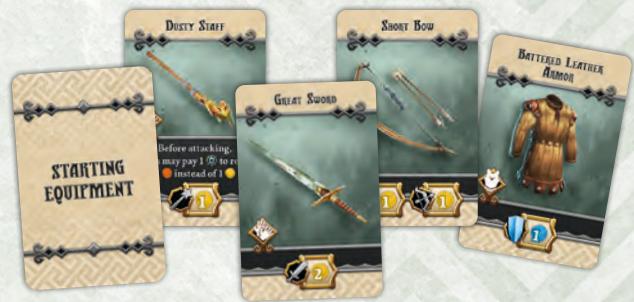 STARTING
EQUIPMENT
Dusty Staff
Before attacking,
may pay 1 to
instead of 1
1
Great Sword
2
Short Bow
1
1
Battered Leather
Armor
1